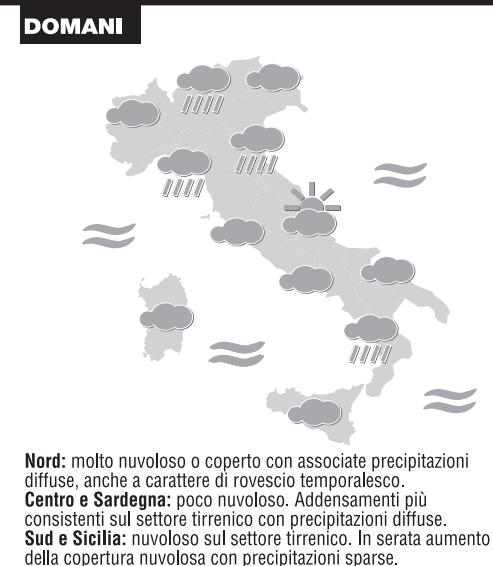 DOMANI
Nord: molto nuvoloso o coperto con associate precipitazioni
diffuse, anche a carattere di rovescio temporalesco.
Centro e Sardegna: poco nuvoloso. Addensamenti più
consistenti sul settore tirrenico con precipitazioni diffuse.
Sud e Sicilia: nuvoloso sul settore tirrenico. In serata aumento
della copertura nuvolosa con precipitazioni sparse.